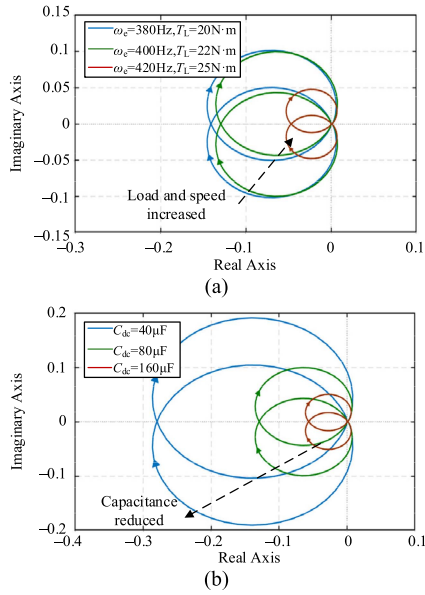 (a)
0.15
0.10
0.05
0
−0.05
−0.1
−0.15
Imaginary Axis
ωe=380Hz,TL=20N·m
ωe=400Hz,TL=22N·m
ωe=420Hz,TL=25N·m
Load and speed
increased
−0.3 −0.2 −0.1 0 0.1
Real Axis
(a)
0.2
0.1
0
−0.1
−0.2
Imaginary Axis
Cdc=40μF
Cdc=80μF
Cdc=160μF
Capacitance
reduced
−0.4 −0.3 −0.2 −0.1 0 0.1
Real Axis
(b)